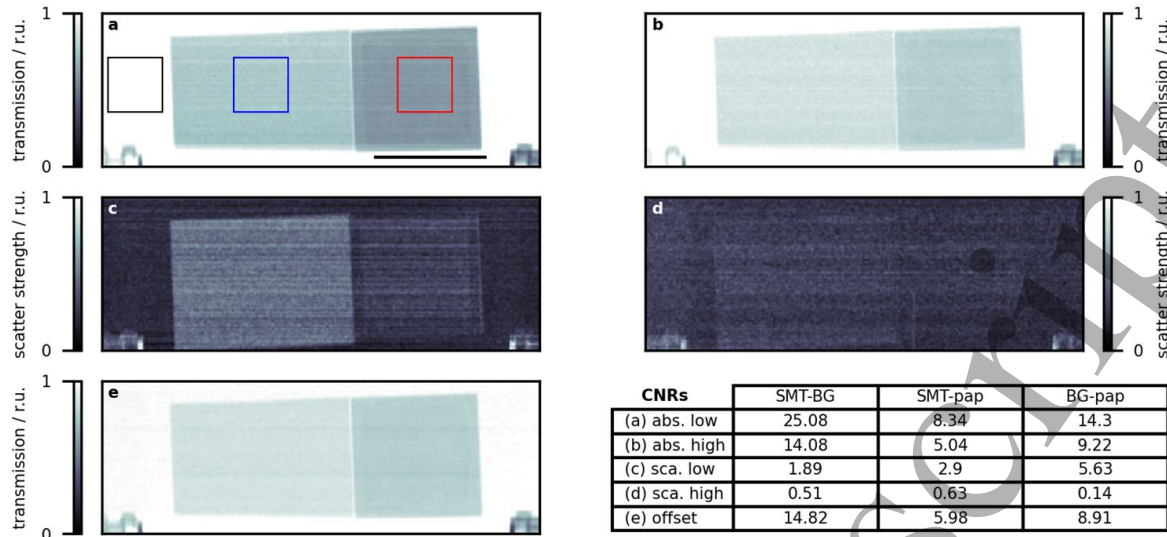 a
transmission / r.u.
1
0
b
transmission / r.u.
1
0
c
scatter strength / r.u.
1
0
d
scatter strength / r.u.
1
0
e
transmission / r.u.
1
0
CNRs SMT-BG SMT-pap BG-pap
(a) abs. low 25.08 8.34 14.3
(b) abs. high 14.08 5.04 9.22
(c) sca. low 1.89 2.9 5.63
(d) sca. high 0.51 0.63 0.14
(e) offset 14.82 5.98 8.91
script